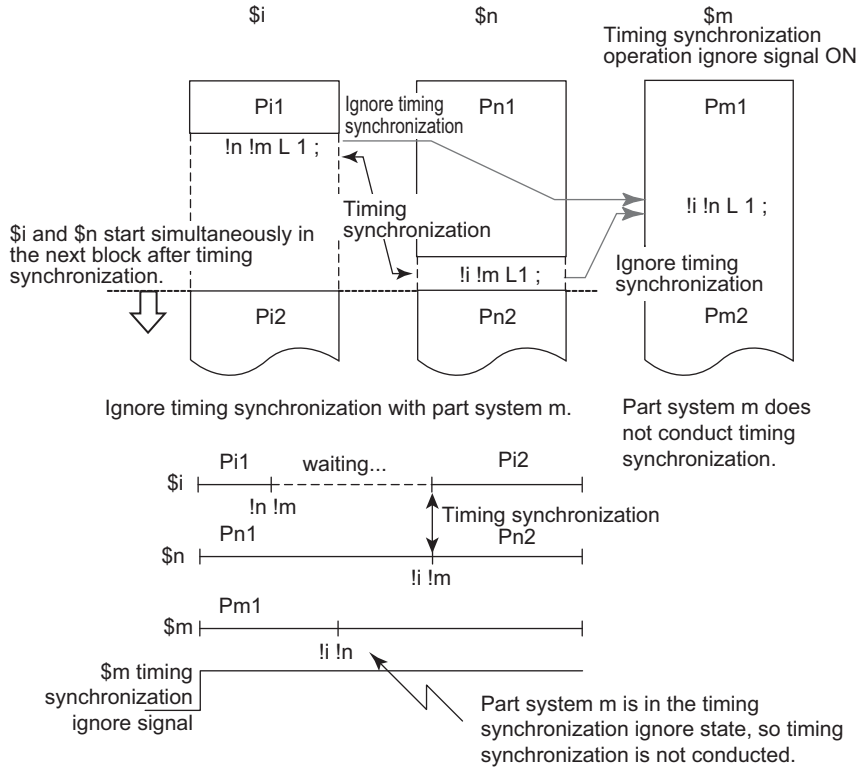 $i
$n
$m
Timing synchronization
operation ignore signal ON
Pi1
Ignore timing
synchronization
Pn1
Pm1
!n !m L 1 ;
!i !n L 1 ;
Timing
synchronization
$i and $n start simultaneously in
the next block after timing
synchronization.
!i !m L1 ;
Ignore timing
synchronization
Pi2
Pn2
Pm2
Ignore timing synchronization with part system m.
Part system m does
not conduct timing
synchronization.
Pi1
waiting...
Pi2
$i
!n !m
Timing synchronization
Pn1
Pn2
$n
!i !m
Pm1
$m
!i !n
$m timing
synchronization
ignore signal
Part system m is in the timing
synchronization ignore state, so timing
synchronization is not conducted.